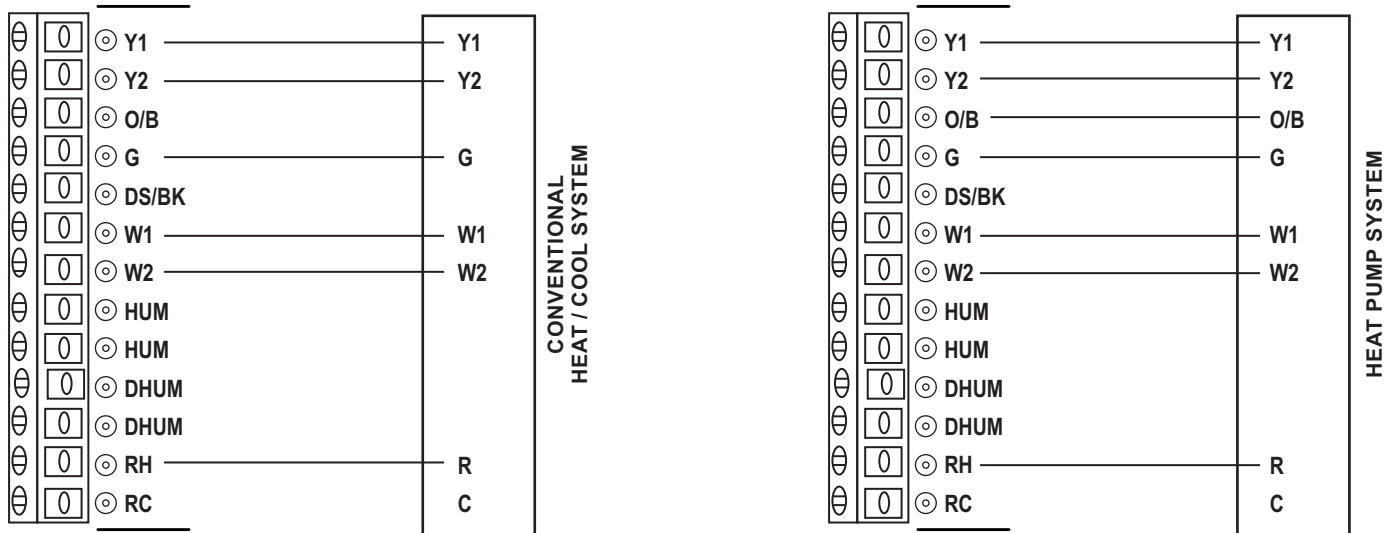 Y1
Y2
O/B
G
DS/BK
W1
W2
HUM
HUM
DHUM
DHUM
RH
RC
Y1
Y2
G
W1
W2
R
C
CONVENTIONAL
HEAT / COOL SYSTEM
Y1
Y2
O/B
G
DS/BK
W1
W2
HUM
HUM
DHUM
DHUM
RH
RC
Y1
Y2
O/B
G
W1
W2
R
C
HEAT PUMP SYSTEM